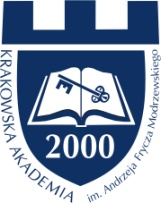 KRAKOWSKA AKADEMIA
2000
im. Andrzeja Frycza Modrzewskiego